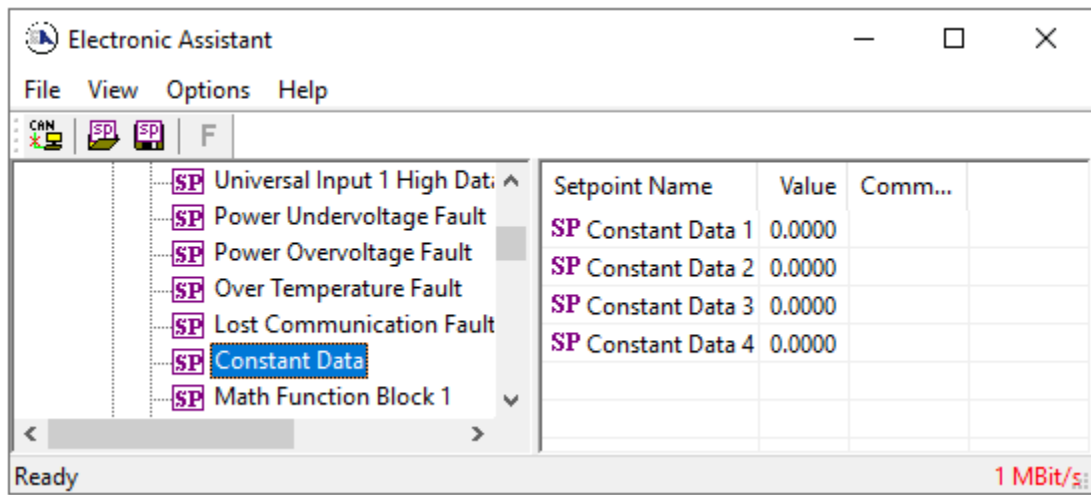 Electronic Assistant
File View Options Help
CAN SP SP F
SP Universal Input 1 High Data
SP Power Undervoltage Fault
SP Power Overvoltage Fault
SP Over Temperature Fault
SP Lost Communication Fault
SP Constant Data
SP Math Function Block 1
Setpoint Name Value Comm...
SP Constant Data 1 0.0000
SP Constant Data 2 0.0000
SP Constant Data 3 0.0000
SP Constant Data 4 0.0000
Ready 1 MBit/s